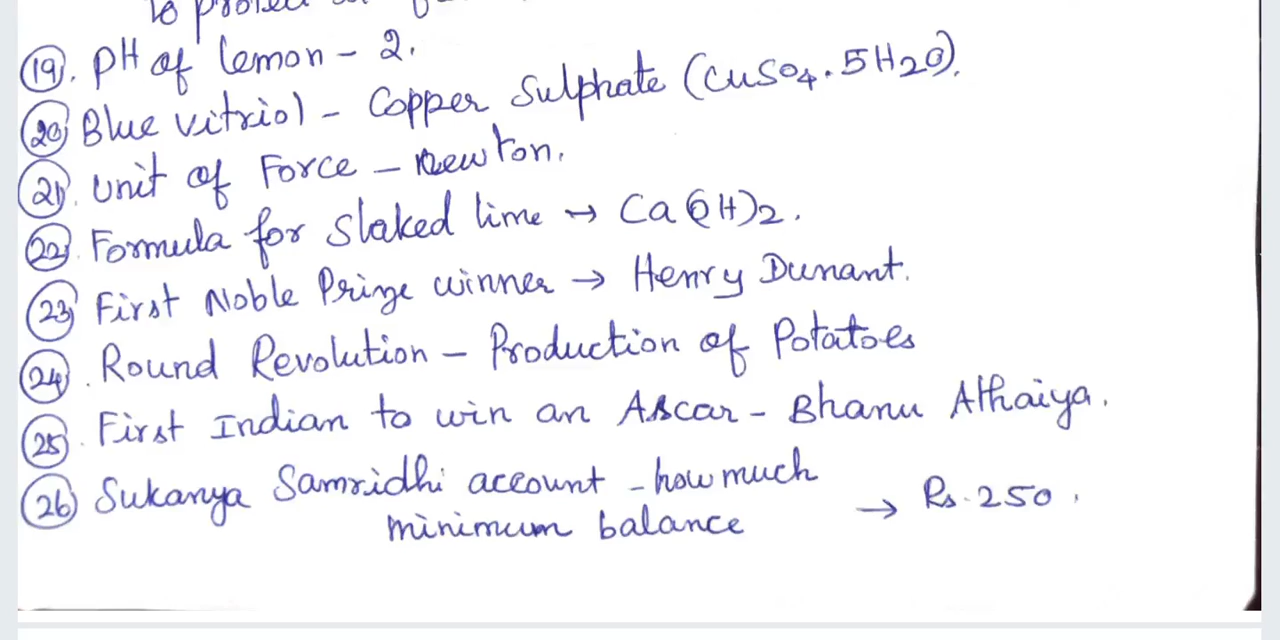 to protect
(19). pH of lemon - 2.
(20) Blue vitriol - Copper Sulphate (CuSO4.5H2O).
(21). Unit of Force - Newton.
(22). Formula for Slaked lime → Ca(OH)2.
(23) First Noble Prize winner → Henry Dunant.
(24). Round Revolution - Production of Potatoes
(25). First Indian to win an Ascar - Bhanu Athaiya.
(26) Sukanya Samridhi account - how much
minimum balance → Rs. 250.